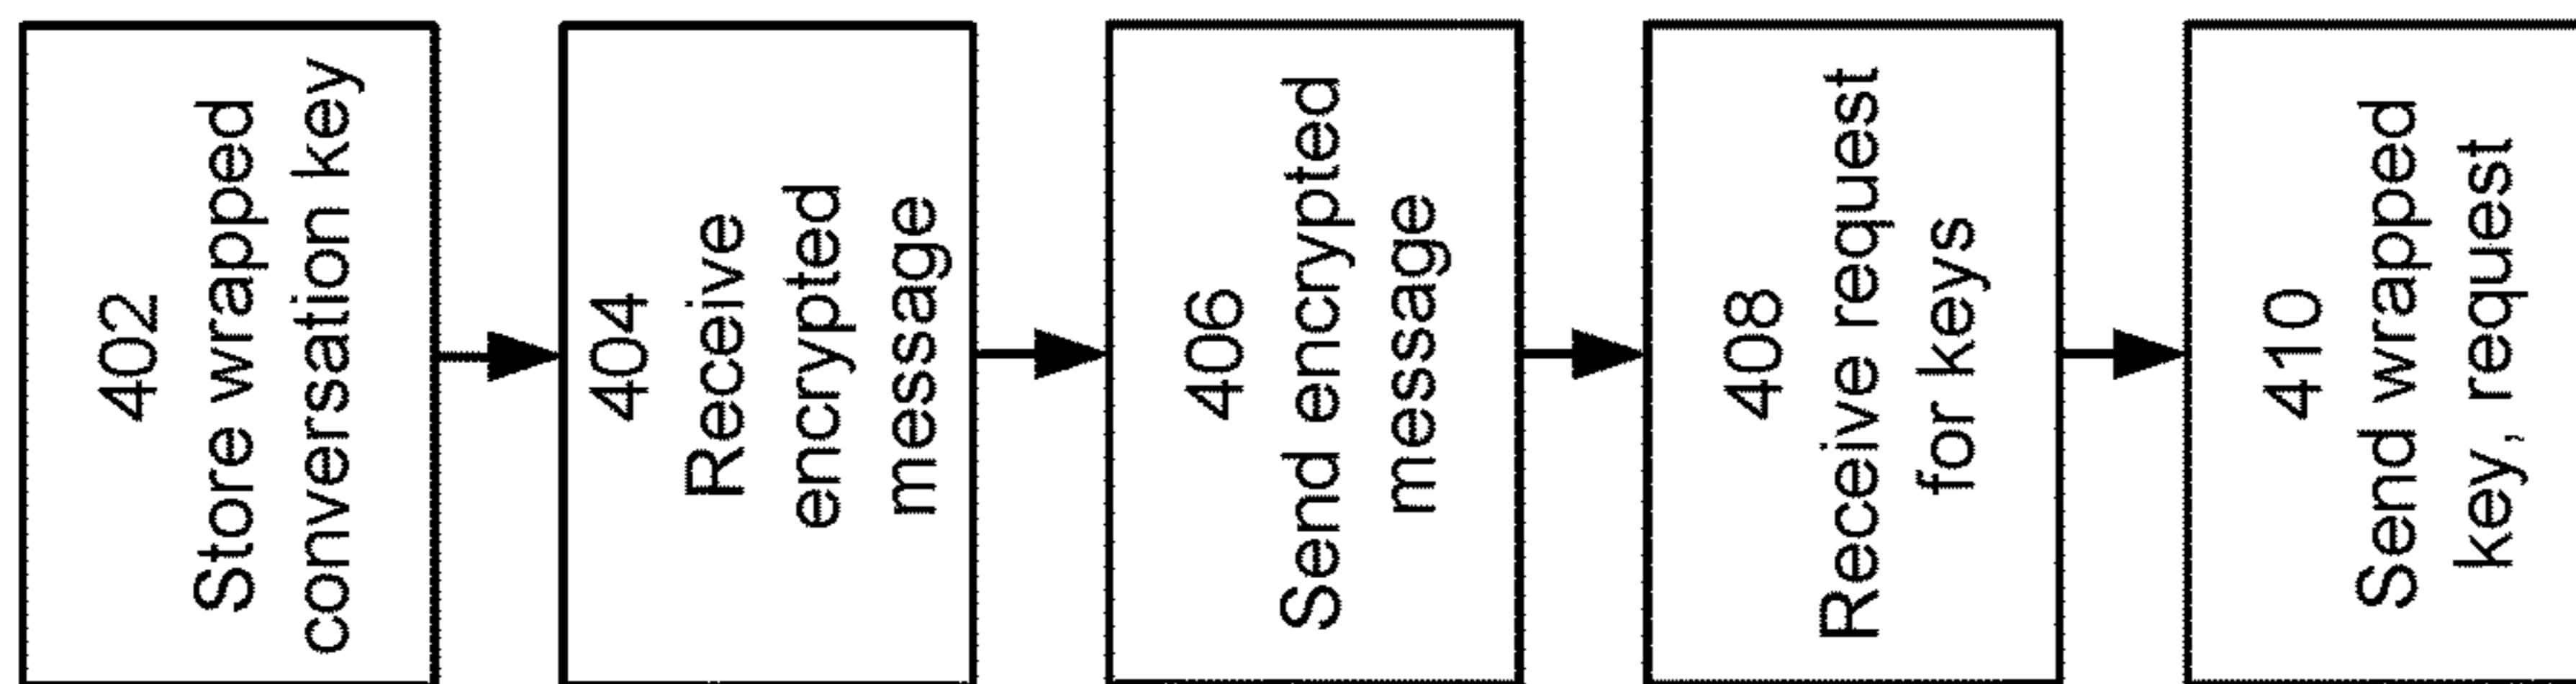 402
Store wrapped
conversation key
404
Receive
encrypted
message
406
Send encrypted
message
408
Receive request
for keys
410
Send wrapped
key, request